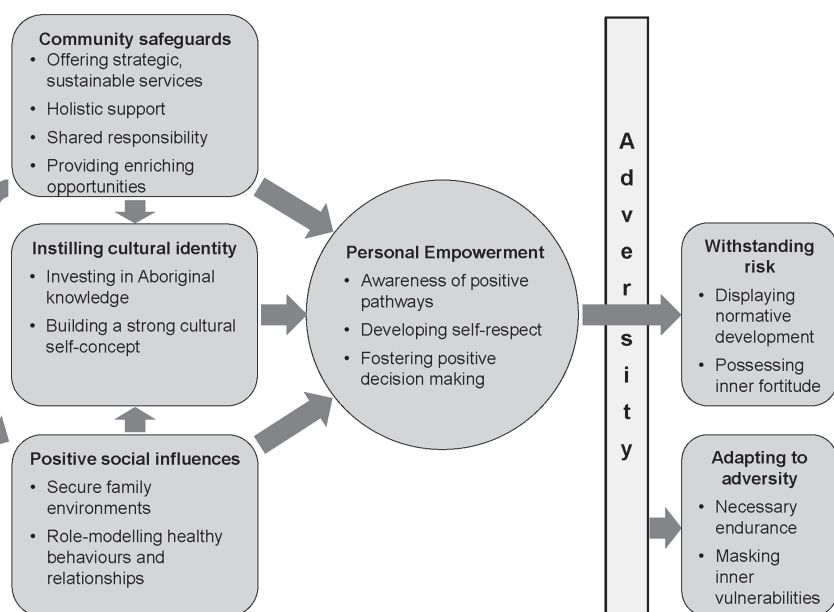 Community safeguards
• Offering strategic,
sustainable services
• Holistic support
• Shared responsibility
• Providing enriching
opportunities
Instilling cultural identity
• Investing in Aboriginal
knowledge
• Building a strong cultural
self-concept
Positive social influences
• Secure family
environments
• Role-modelling healthy
behaviours and
relationships
Personal Empowerment
• Awareness of positive
pathways
• Developing self-respect
• Fostering positive
decision making
A
d
v
e
r
s
i
t
y
Withstanding
risk
• Displaying
normative
development
• Possessing
inner fortitude
Adapting to
adversity
• Necessary
endurance
• Masking
inner
vulnerabilities